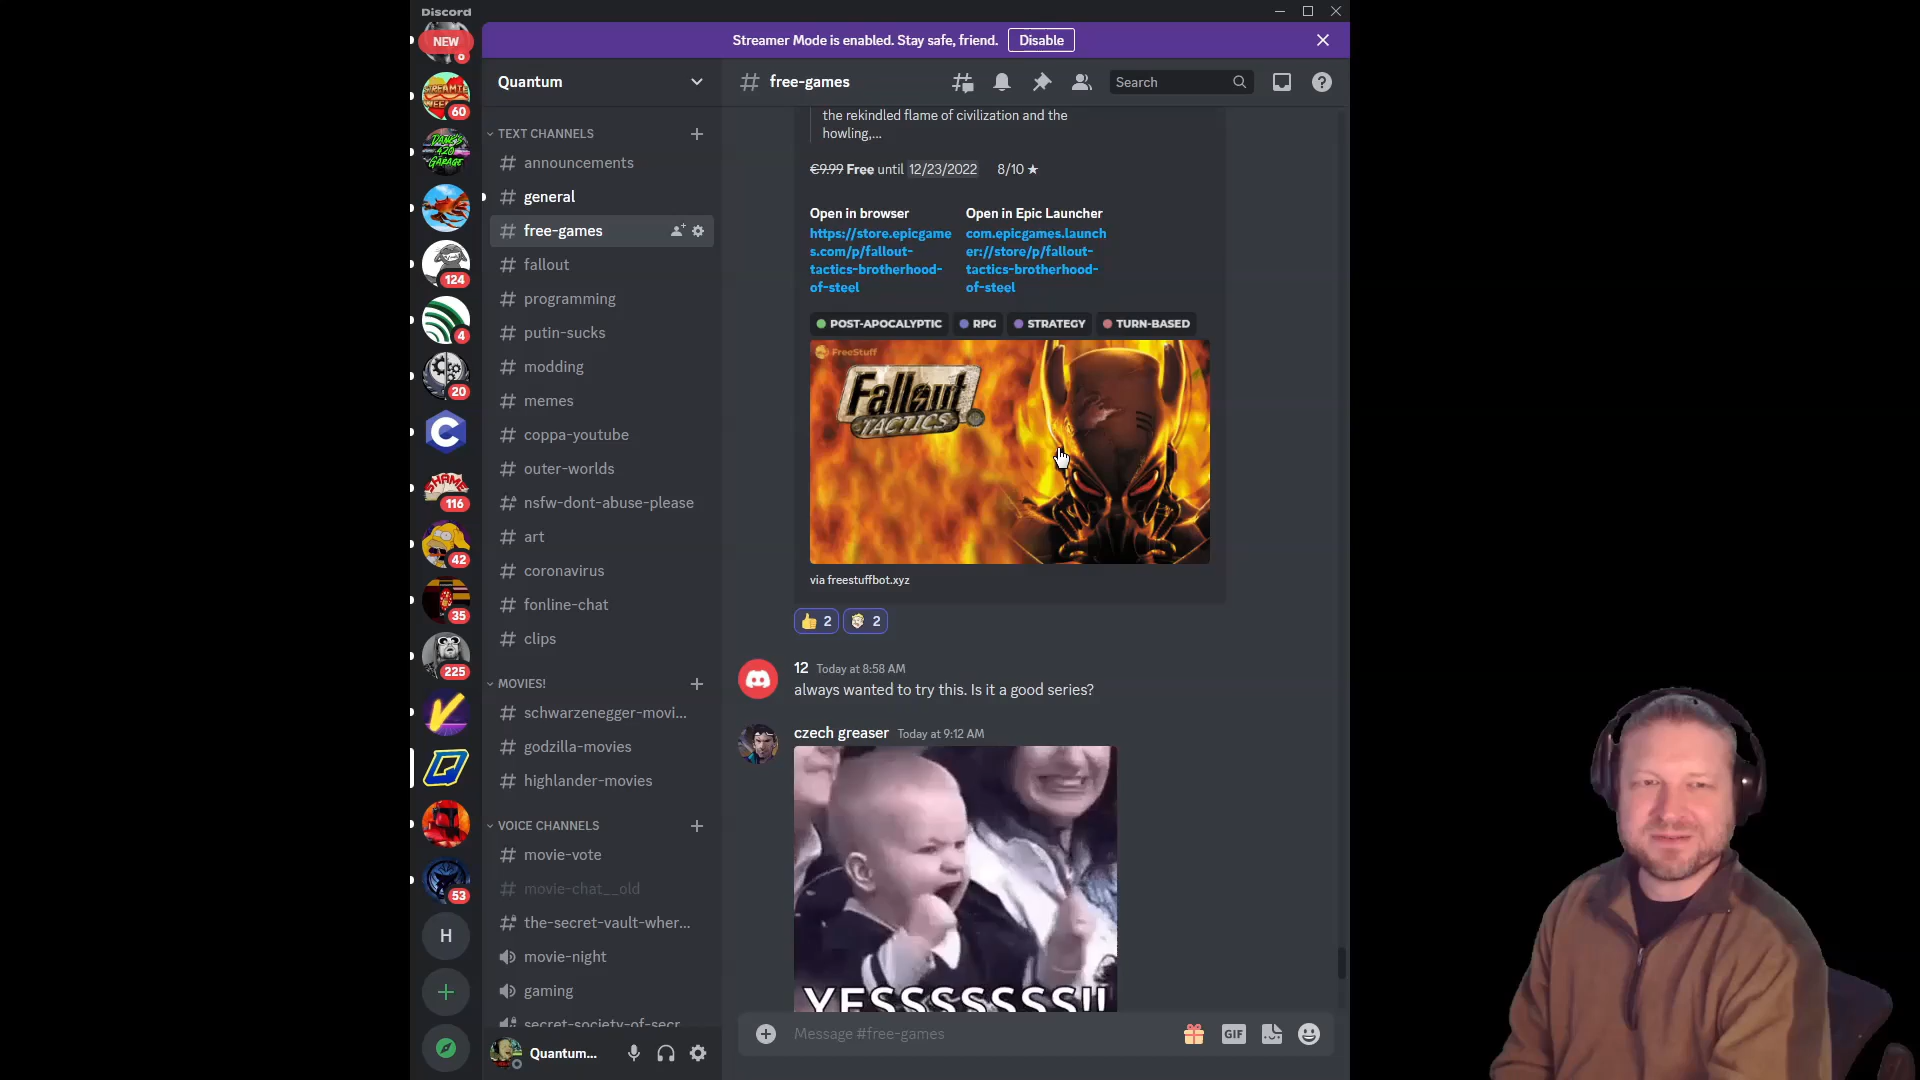 Discord
NEW
Streamer Mode is enabled. Stay safe, friend.
Disable
Quantum
free-games
Search
TEXT CHANNELS
announcements
general
free-games
fallout
programming
putin-sucks
modding
memes
coppa-youtube
outer-worlds
nsfw-dont-abuse-please
art
coronavirus
fonline-chat
clips
MOVIES!
schwarzenegger-movi...
godzilla-movies
highlander-movies
VOICE CHANNELS
movie-vote
movie-chat__old
the-secret-vault-wher...
movie-night
gaming
secret-society-of-secr
Quantum...
60
124
4
20
C
SHAME
116
42
35
225
53
H
the rekindled flame of civilization and the
howling,...
€9.99 Free until 12/23/2022 8/10 ★
Open in browser
https://store.epicgame
s.com/p/fallout-
tactics-brotherhood-
of-steel
Open in Epic Launcher
com.epicgames.launch
er://store/p/fallout-
tactics-brotherhood-
of-steel
POST-APOCALYPTIC
RPG
STRATEGY
TURN-BASED
FreeStuff
Fallout
TACTICS
via freestuffbot.xyz
2
2
12 Today at 8:58 AM
always wanted to try this. Is it a good series?
czech greaser Today at 9:12 AM
YESSSSSSS!!
Message #free-games
GIF